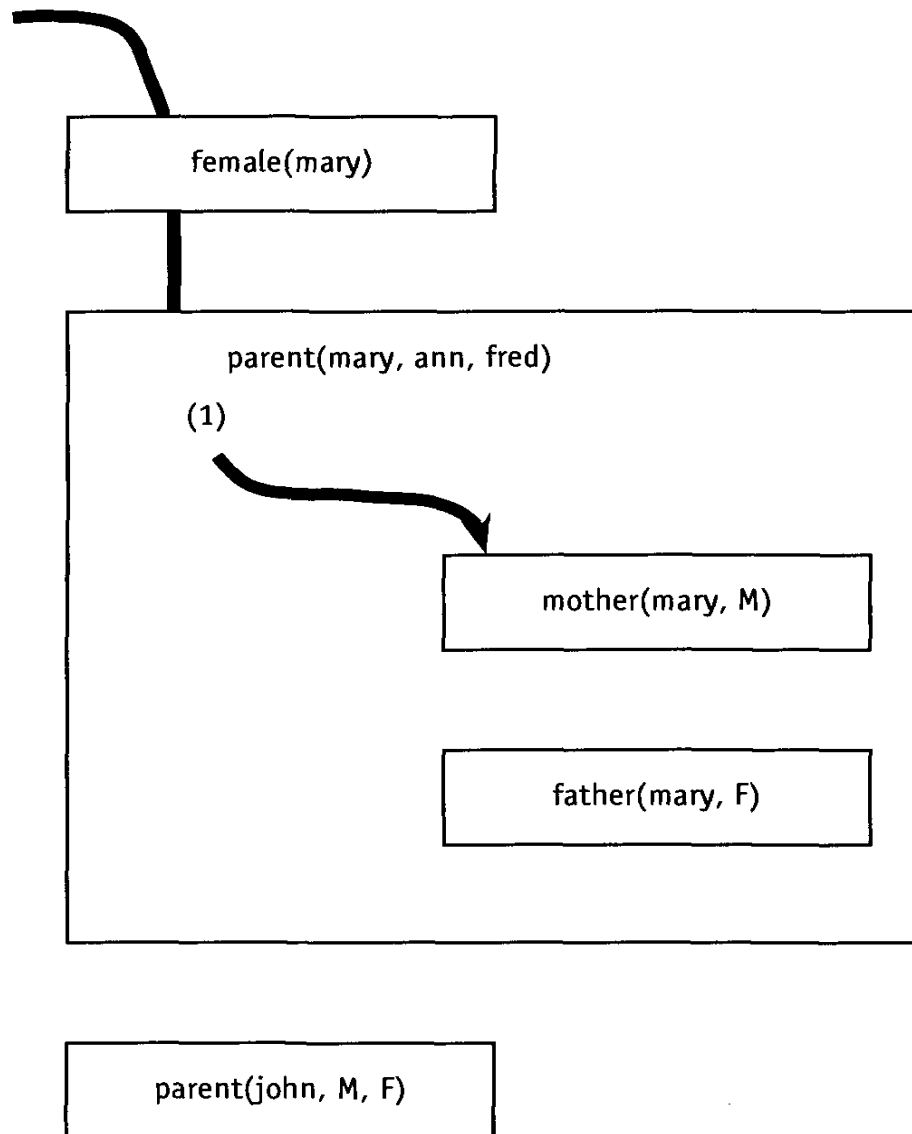 female(mary)
parent(mary, ann, fred)
(1)
mother(mary, M)
father(mary, F)
parent(john, M, F)